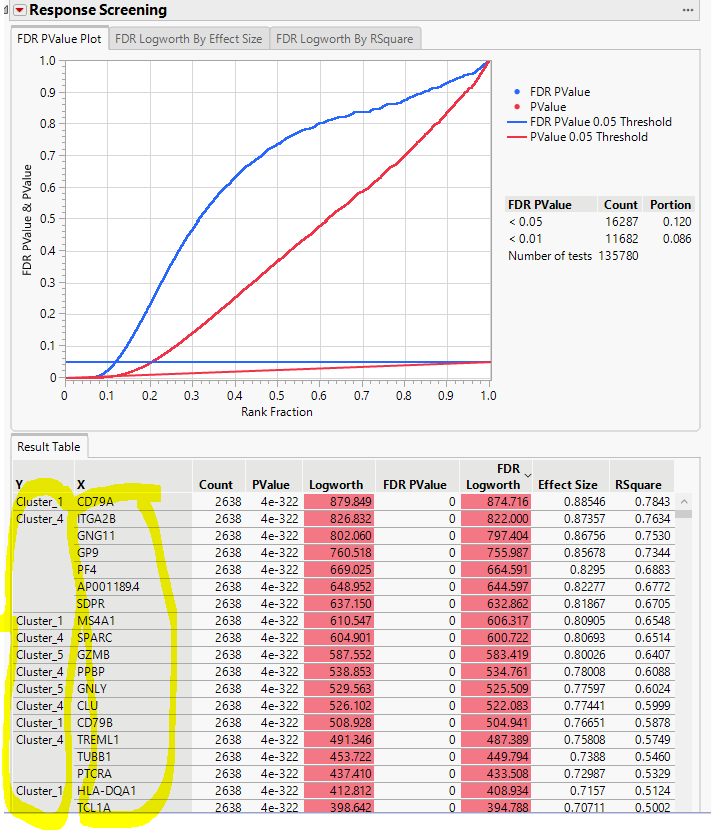 Response Screening
FDR PValue Plot FDR Logworth By Effect Size FDR Logworth By RSquare
FDR PValue & PValue
1.0
0.9
0.8
0.7
0.6
0.5
0.4
0.3
0.2
0.1
0
0 0.1 0.2 0.3 0.4 0.5 0.6 0.7 0.8 0.9 1.0
Rank Fraction
FDR PValue
PValue
FDR PValue 0.05 Threshold
PValue 0.05 Threshold
FDR PValue Count Portion
< 0.05 16287 0.120
< 0.01 11682 0.086
Number of tests 135780
Result Table
Y X Count PValue Logworth FDR PValue FDR Logworth Effect Size RSquare
Cluster_1 CD79A 2638 4e-322 879.849 0 874.716 0.88546 0.7843
Cluster_4 ITGA2B 2638 4e-322 826.832 0 822.000 0.87357 0.7634
GNG11 2638 4e-322 802.060 0 797.404 0.86756 0.7530
GP9 2638 4e-322 760.518 0 755.987 0.85678 0.7344
PF4 2638 4e-322 669.025 0 664.591 0.8295 0.6883
AP001189.4 2638 4e-322 648.952 0 644.597 0.82277 0.6772
SDPR 2638 4e-322 637.150 0 632.862 0.81867 0.6705
Cluster_1 MS4A1 2638 4e-322 610.547 0 606.317 0.80905 0.6548
Cluster_4 SPARC 2638 4e-322 604.901 0 600.722 0.80693 0.6514
Cluster_5 GZMB 2638 4e-322 587.552 0 583.419 0.80026 0.6407
Cluster_4 PPBP 2638 4e-322 538.853 0 534.761 0.78008 0.6088
Cluster_5 GNLY 2638 4e-322 529.563 0 525.509 0.77597 0.6024
Cluster_4 CLU 2638 4e-322 526.102 0 522.083 0.77441 0.5999
Cluster_1 CD79B 2638 4e-322 508.928 0 504.941 0.76651 0.5878
Cluster_4 TREML1 2638 4e-322 491.346 0 487.389 0.75808 0.5749
TUBB1 2638 4e-322 453.722 0 449.794 0.7388 0.5460
PTCRA 2638 4e-322 437.410 0 433.508 0.72987 0.5329
Cluster_1 HLA-DQA1 2638 4e-322 412.812 0 408.934 0.7157 0.5124
TCL1A 2638 4e-322 398.642 0 394.788 0.70711 0.5002